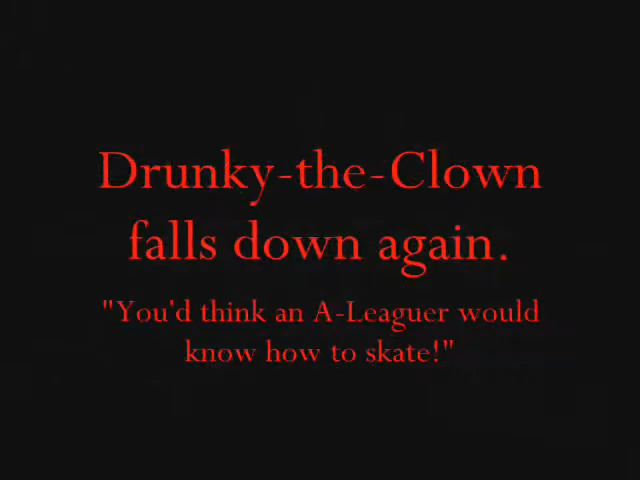 Drunky-the-Clown
falls down again.
"You'd think an A-Leaguer would
know how to skate!"